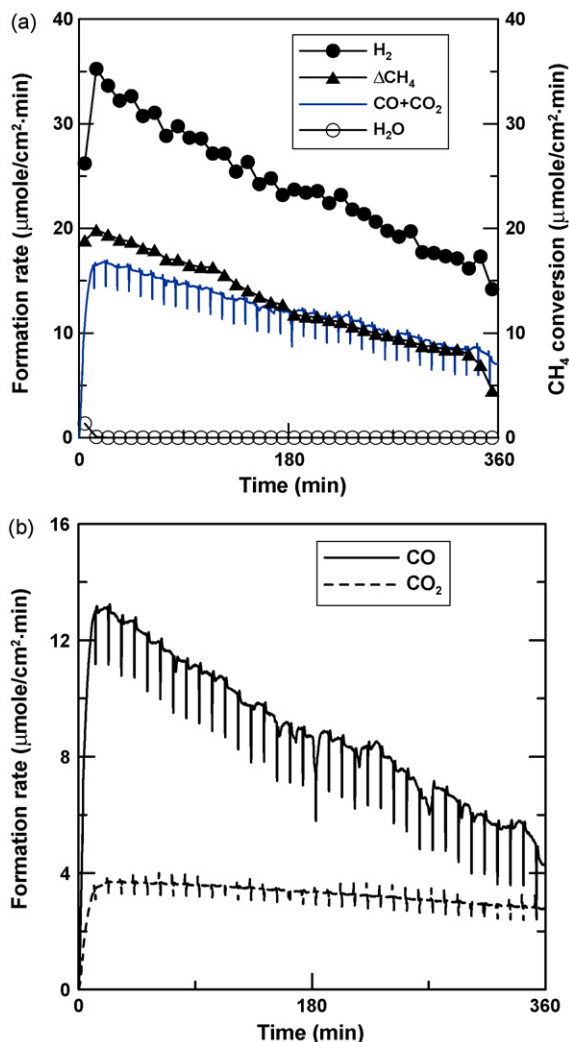 (a)
40
30
20
10
0
Formation rate (μmole/cm²·min)
H₂
ΔCH₄
CO+CO₂
H₂O
40
30
20
10
0
CH₄ conversion (μmole/cm²·min)
0 180 360
Time (min)
(b)
16
12
8
4
0
Formation rate (μmole/cm²·min)
CO
CO₂
0 180 360
Time (min)